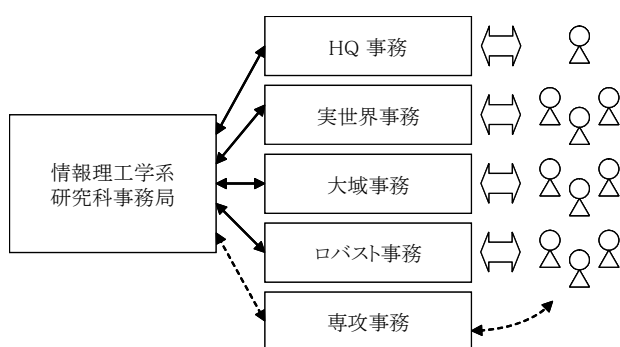 HQ 事務
実世界事務
情報理工学系
研究科事務局
大域事務
ロバスト事務
専攻事務